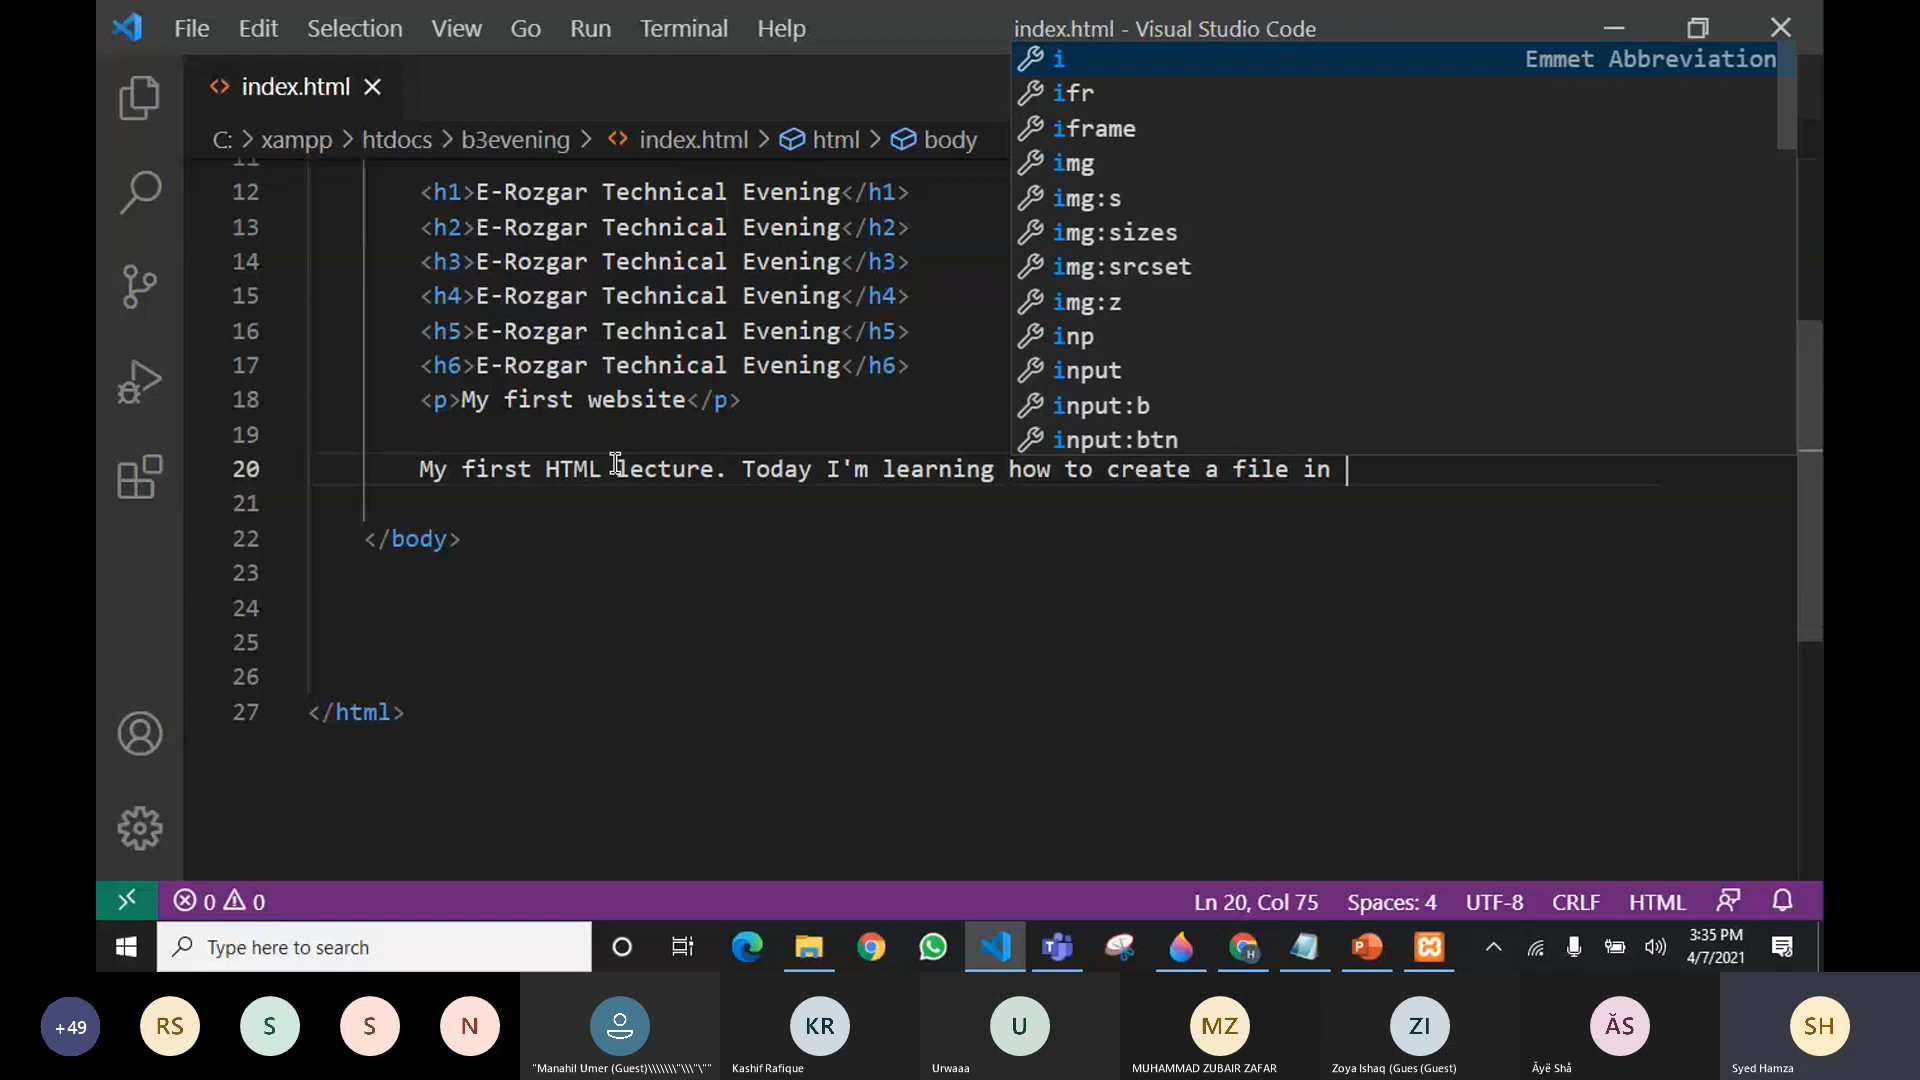 File Edit Selection View Go Run Terminal Help
index.html - Visual Studio Code
i Emmet Abbreviation
ifr
iframe
img
img:s
img:sizes
img:srcset
img:z
inp
input
input:b
input:btn
index.html
C: > xampp > htdocs > b3evening > index.html > html > body
11
12 <h1>E-Rozgar Technical Evening</h1>
13 <h2>E-Rozgar Technical Evening</h2>
14 <h3>E-Rozgar Technical Evening</h3>
15 <h4>E-Rozgar Technical Evening</h4>
16 <h5>E-Rozgar Technical Evening</h5>
17 <h6>E-Rozgar Technical Evening</h6>
18 <p>My first website</p>
19
20 My first HTML lecture. Today I'm learning how to create a file in
21
22 </body>
23
24
25
26
27 </html>
0 0 Ln 20, Col 75 Spaces: 4 UTF-8 CRLF HTML
Type here to search
3:35 PM
4/7/2021
+49 RS S S N KR U MZ ZI ĂS SH
"Manahil Umer (Guest)\\\\\\\"\\\"\"" Kashif Rafique Urwaaa MUHAMMAD ZUBAIR ZAFAR Zoya Ishaq (Gues (Guest) Ăyë Shå Syed Hamza